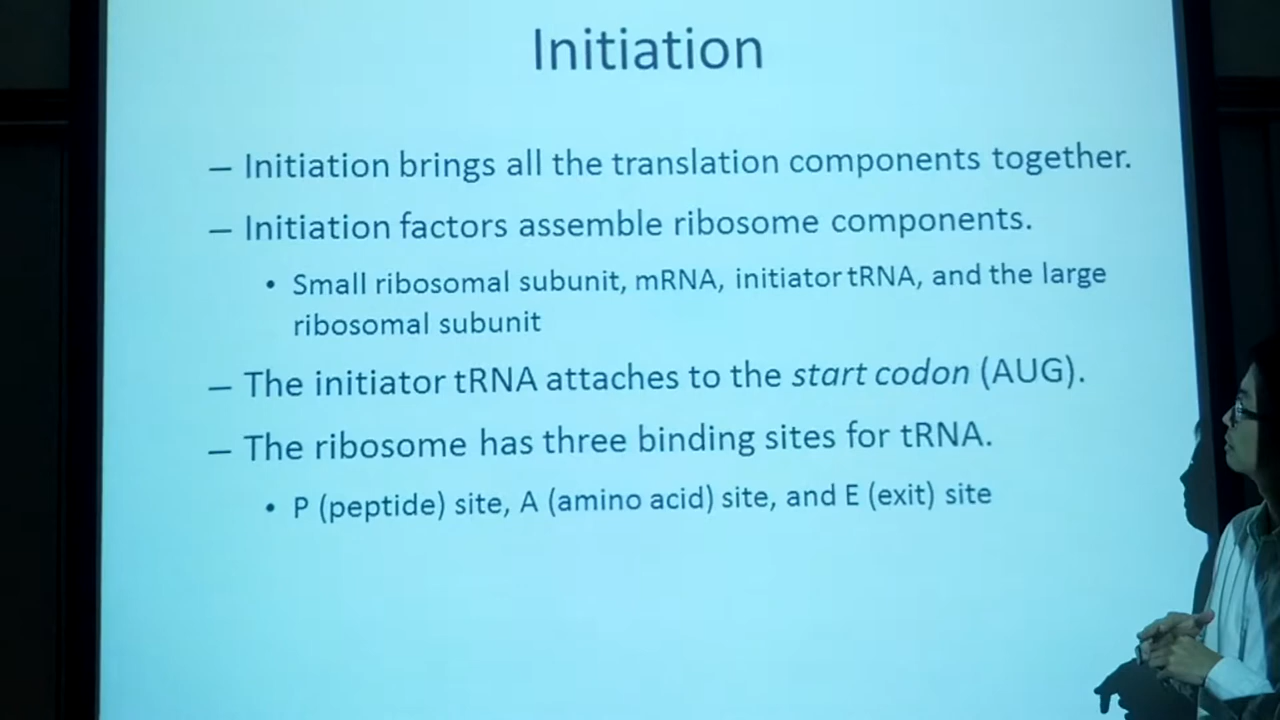 Initiation
– Initiation brings all the translation components together.
– Initiation factors assemble ribosome components.
• Small ribosomal subunit, mRNA, initiator tRNA, and the large
ribosomal subunit
– The initiator tRNA attaches to the start codon (AUG).
– The ribosome has three binding sites for tRNA.
• P (peptide) site, A (amino acid) site, and E (exit) site